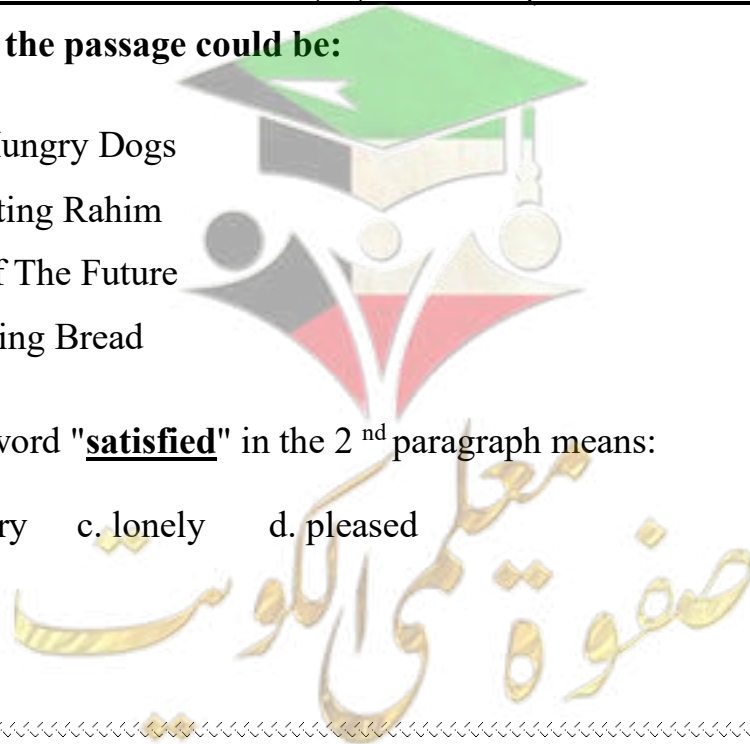 the passage could be:
ungry Dogs
ting Rahim
f The Future
ing Bread
word "satisfied" in the 2 nd paragraph means:
ry c. lonely d. pleased
صفوة معلمي الكويت